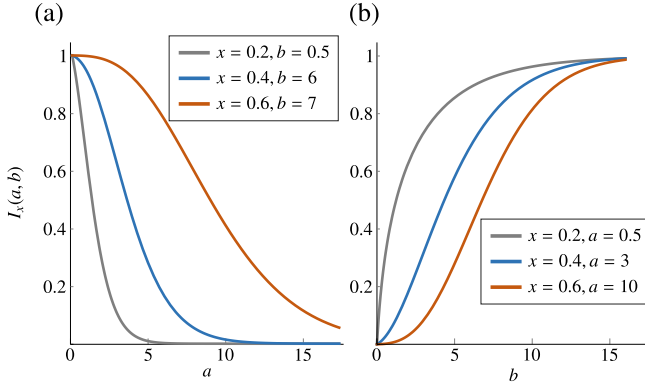 (a)
I_x(a, b)
1
0.8
0.6
0.4
0.2
0
5
10
15
a
x = 0.2, b = 0.5
x = 0.4, b = 6
x = 0.6, b = 7
(b)
1
0.8
0.6
0.4
0.2
0
5
10
15
b
x = 0.2, a = 0.5
x = 0.4, a = 3
x = 0.6, a = 10